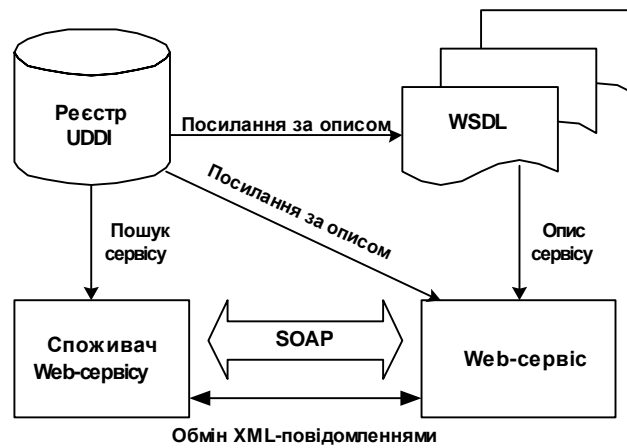 Реєстр
UDDI
Посилання за описом
WSDL
Посилання за описом
Пошук
сервісу
Опис
сервісу
Споживач
Web-сервісу
SOAP
Web-сервіс
Обмін XML-повідомленнями